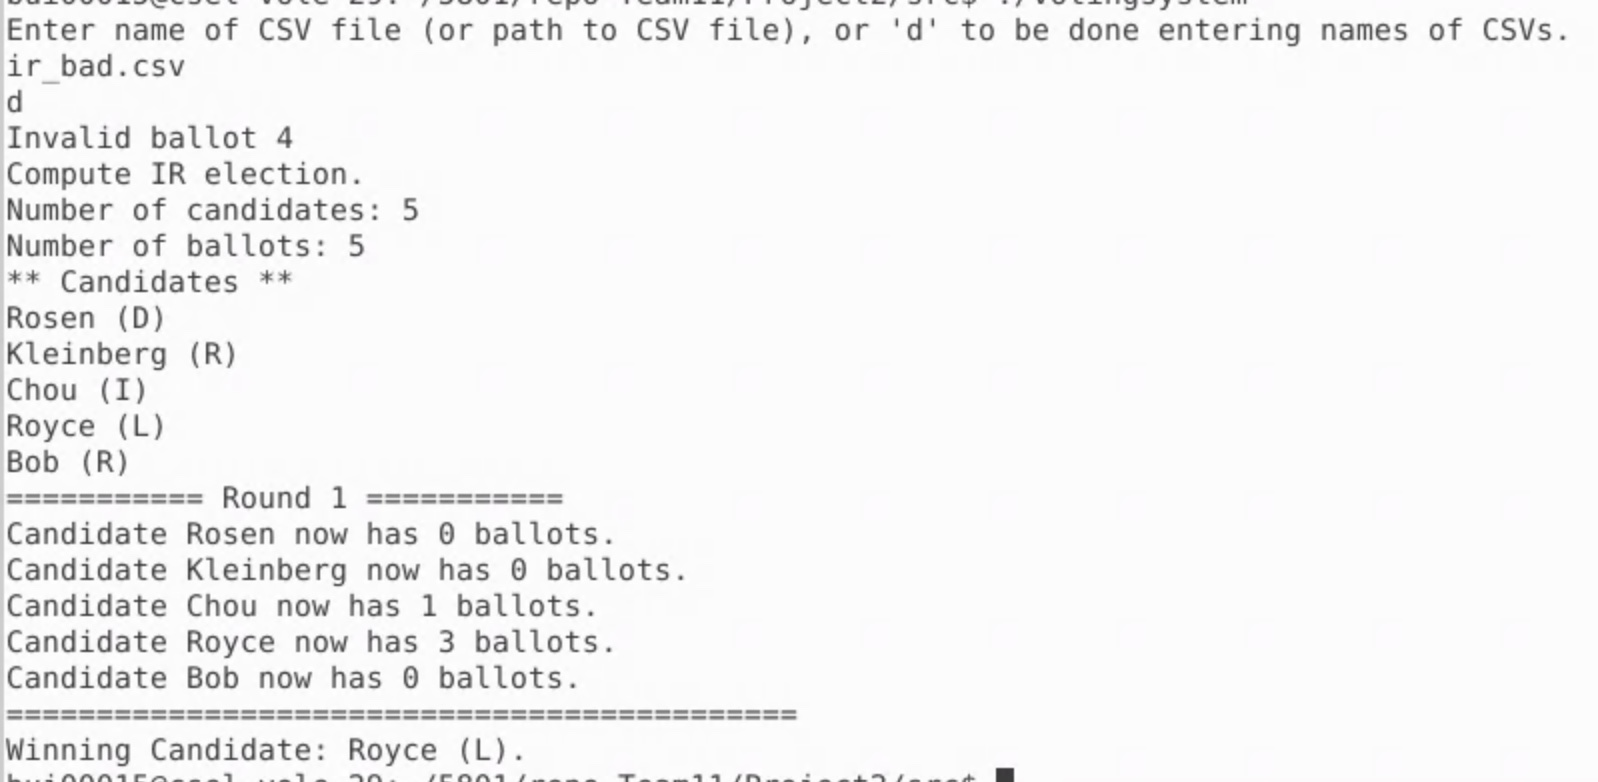 Enter name of CSV file (or path to CSV file), or 'd' to be done entering names of CSVs.
ir_bad.csv
d
Invalid ballot 4
Compute IR election.
Number of candidates: 5
Number of ballots: 5
** Candidates **
Rosen (D)
Kleinberg (R)
Chou (I)
Royce (L)
Bob (R)
=========== Round 1 ===========
Candidate Rosen now has 0 ballots.
Candidate Kleinberg now has 0 ballots.
Candidate Chou now has 1 ballots.
Candidate Royce now has 3 ballots.
Candidate Bob now has 0 ballots.
============================================
Winning Candidate: Royce (L).